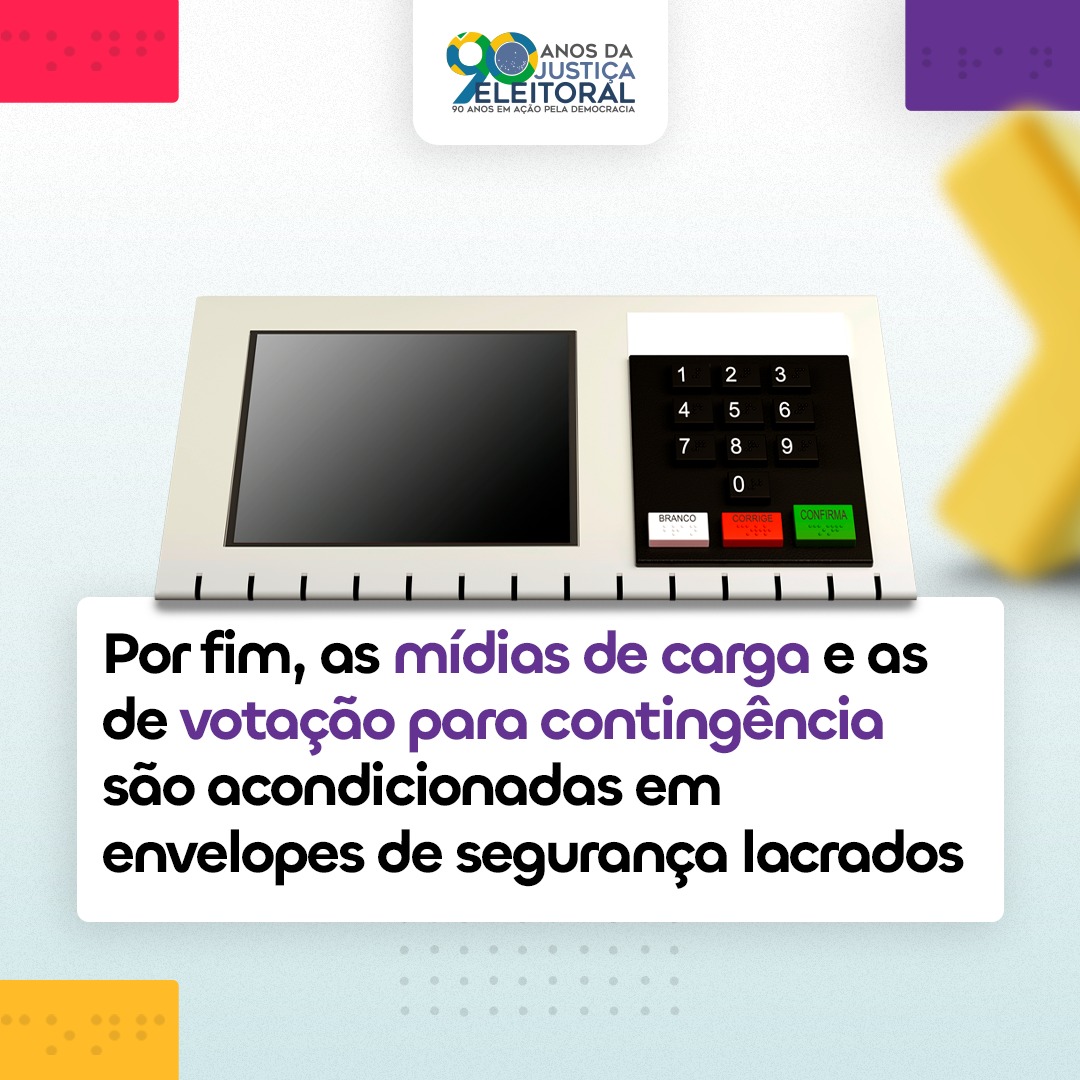 90 ANOS DA
JUSTIÇA
ELEITORAL
90 ANOS EM AÇÃO PELA DEMOCRACIA
1 2 3
4 5 6
7 8 9
0
BRANCO CORRIGE CONFIRMA
Por fim, as mídias de carga e as
de votação para contingência
são acondicionadas em
envelopes de segurança lacrados